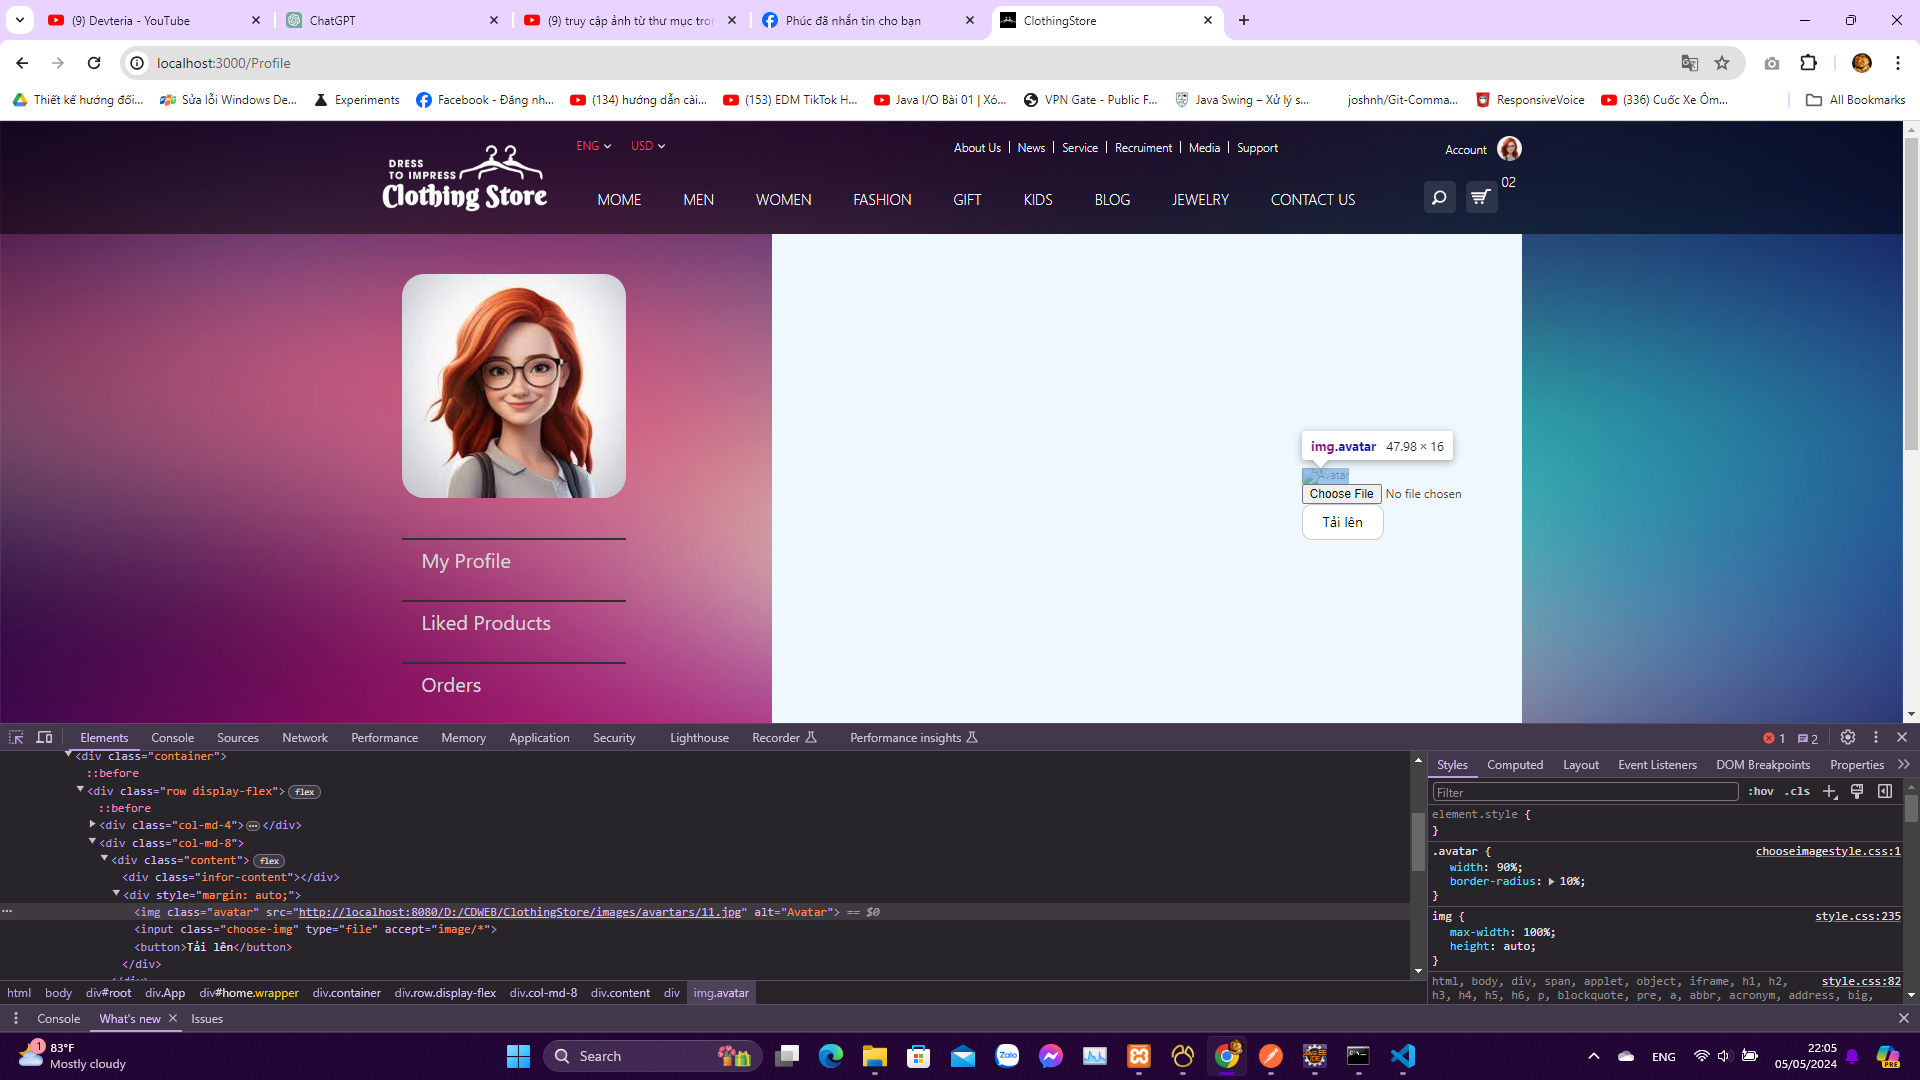 (9) Devteria - YouTube
ChatGPT
(9) truy cập ảnh từ thư mục tron
Phúc đã nhắn tin cho bạn
ClothingStore
localhost:3000/Profile
Thiết kế hướng đối...
Sửa lỗi Windows De...
Experiments
Facebook - Đăng nh...
(134) hướng dẫn cài...
(153) EDM TikTok H...
Java I/O Bài 01 | Xó...
VPN Gate - Public F...
Java Swing – Xử lý s...
joshnh/Git-Comma...
ResponsiveVoice
(336) Cuốc Xe Ôm...
All Bookmarks
DRESS
TO IMPRESS
Clothing Store
ENG
USD
About Us
News
Service
Recruiment
Media
Support
Account
02
MOME
MEN
WOMEN
FASHION
GIFT
KIDS
BLOG
JEWELRY
CONTACT US
img.avatar 47.98 × 16
Avatar
Choose File No file chosen
Tải lên
My Profile
Liked Products
Orders
Elements
Console
Sources
Network
Performance
Memory
Application
Security
Lighthouse
Recorder
Performance insights
1
2
<div class="container">
::before
<div class="row display-flex"> flex
::before
<div class="col-md-4"> ... </div>
<div class="col-md-8">
<div class="content"> flex
<div class="infor-content"></div>
<div style="margin: auto;">
... <img class="avatar" src="http://localhost:8080/D:/CDWEB/ClothingStore/images/avartars/11.jpg" alt="Avatar"> == $0
<input class="choose-img" type="file" accept="image/*">
<button>Tải lên</button>
</div>
</div>
html
body
div#root
div.App
div#home.wrapper
div.container
div.row.display-flex
div.col-md-8
div.content
div
img.avatar
Styles
Computed
Layout
Event Listeners
DOM Breakpoints
Properties
Filter
:hov
.cls
element.style {
}
.avatar { chooseimagestyle.css:1
width: 90%;
border-radius: 10%;
}
img { style.css:235
max-width: 100%;
height: auto;
}
html, body, div, span, applet, object, iframe, h1, h2, style.css:82
h3, h4, h5, h6, p, blockquote, pre, a, abbr, acronym, address, big,
Console
What's new
Issues
1
83°F
Mostly cloudy
Search
Zalo
ENG
22:05
05/05/2024
PRE